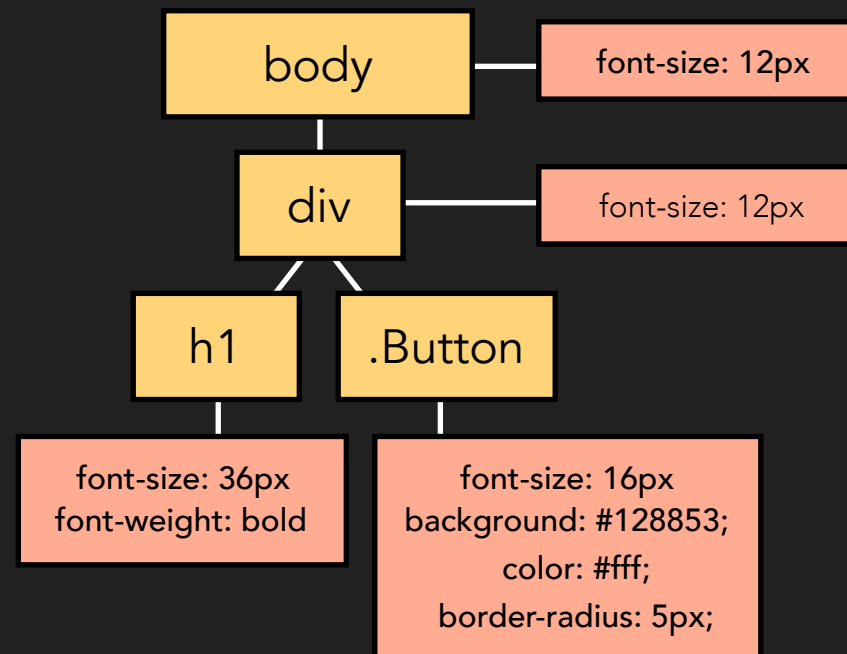 body
font-size: 12px
div
font-size: 12px
h1
.Button
font-size: 36px
font-weight: bold
font-size: 16px
background: #128853;
color: #fff;
border-radius: 5px;